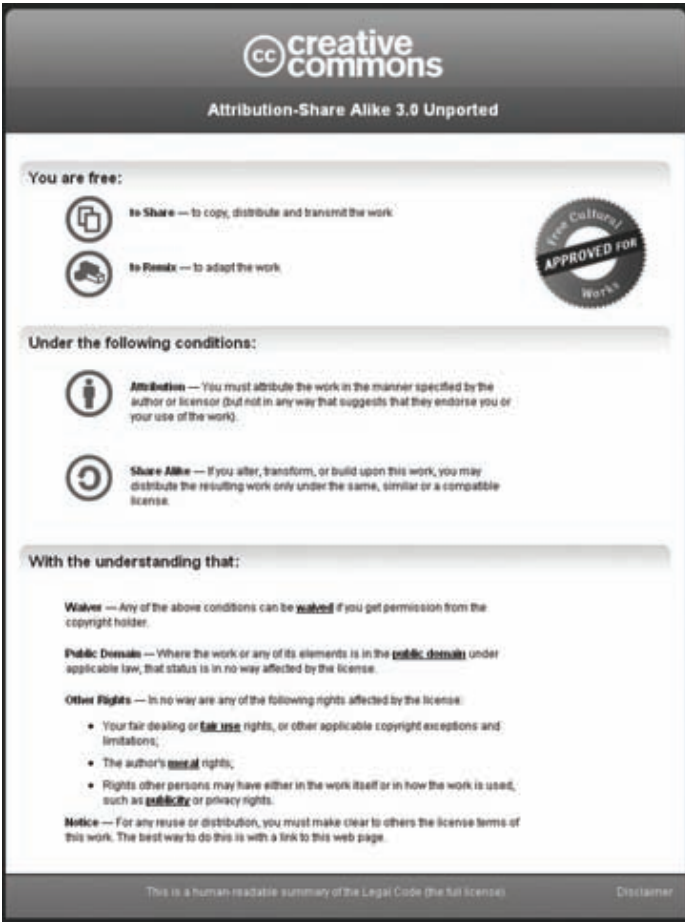 cc creative
commons
Attribution-Share Alike 3.0 Unported
You are free:
to Share — to copy, distribute and transmit the work
to Remix — to adapt the work
Free Cultural
APPROVED FOR
Works
Under the following conditions:
Attribution — You must attribute the work in the manner specified by the
author or licensor (but not in any way that suggests that they endorse you or
your use of the work).
Share Alike — If you alter, transform, or build upon this work, you may
distribute the resulting work only under the same, similar or a compatible
license.
With the understanding that:
Waiver — Any of the above conditions can be waived if you get permission from the
copyright holder.
Public Domain — Where the work or any of its elements is in the public domain under
applicable law, that status is in no way affected by the license.
Other Rights — In no way are any of the following rights affected by the license:
• Your fair dealing or fair use rights, or other applicable copyright exceptions and
limitations;
• The author's moral rights;
• Rights other persons may have either in the work itself or in how the work is used,
such as publicity or privacy rights.
Notice — For any reuse or distribution, you must make clear to others the license terms of
this work. The best way to do this is with a link to this web page.
This is a human-readable summary of the Legal Code (the full license).
Disclaimer